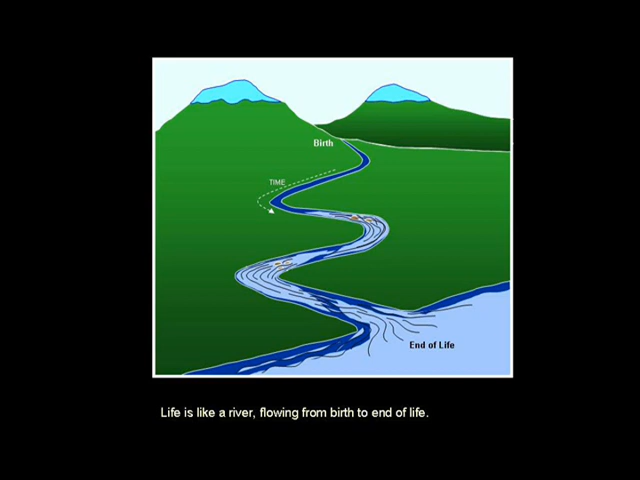 Birth
TIME
End of Life
Life is like a river, flowing from birth to end of life.